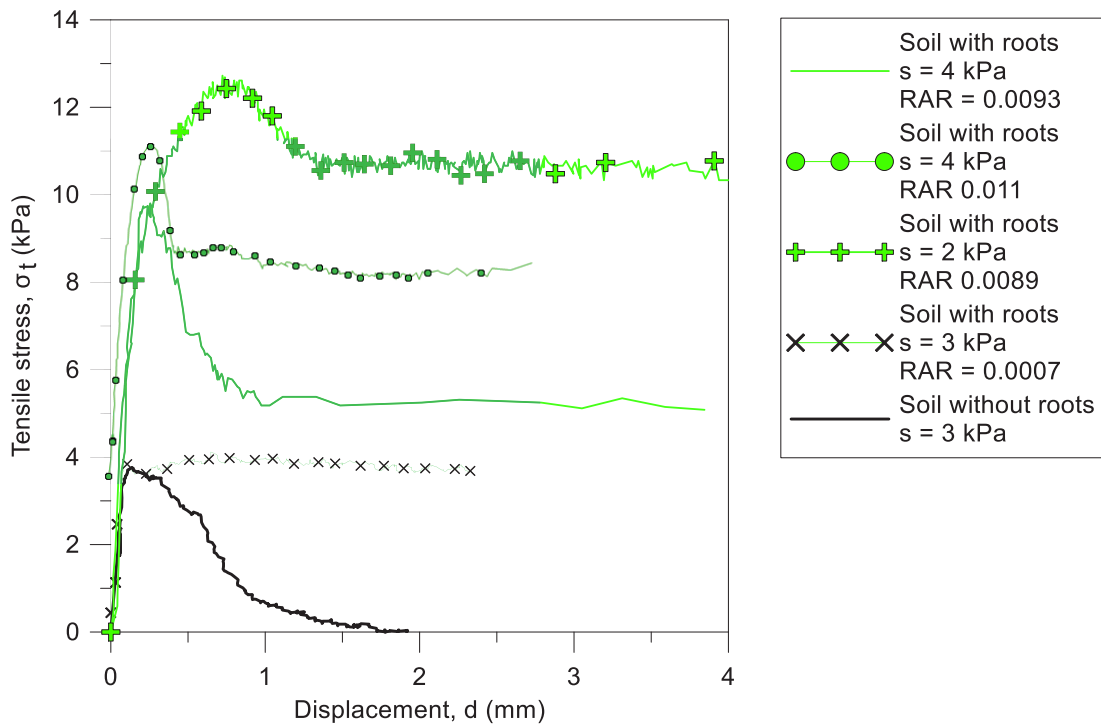 14
12
10
8
6
4
2
0
Tensile stress, σt (kPa)
0
1
2
3
4
Displacement, d (mm)
Soil with roots
s = 4 kPa
RAR = 0.0093
Soil with roots
s = 4 kPa
RAR 0.011
Soil with roots
s = 2 kPa
RAR 0.0089
Soil with roots
s = 3 kPa
RAR = 0.0007
Soil without roots
s = 3 kPa